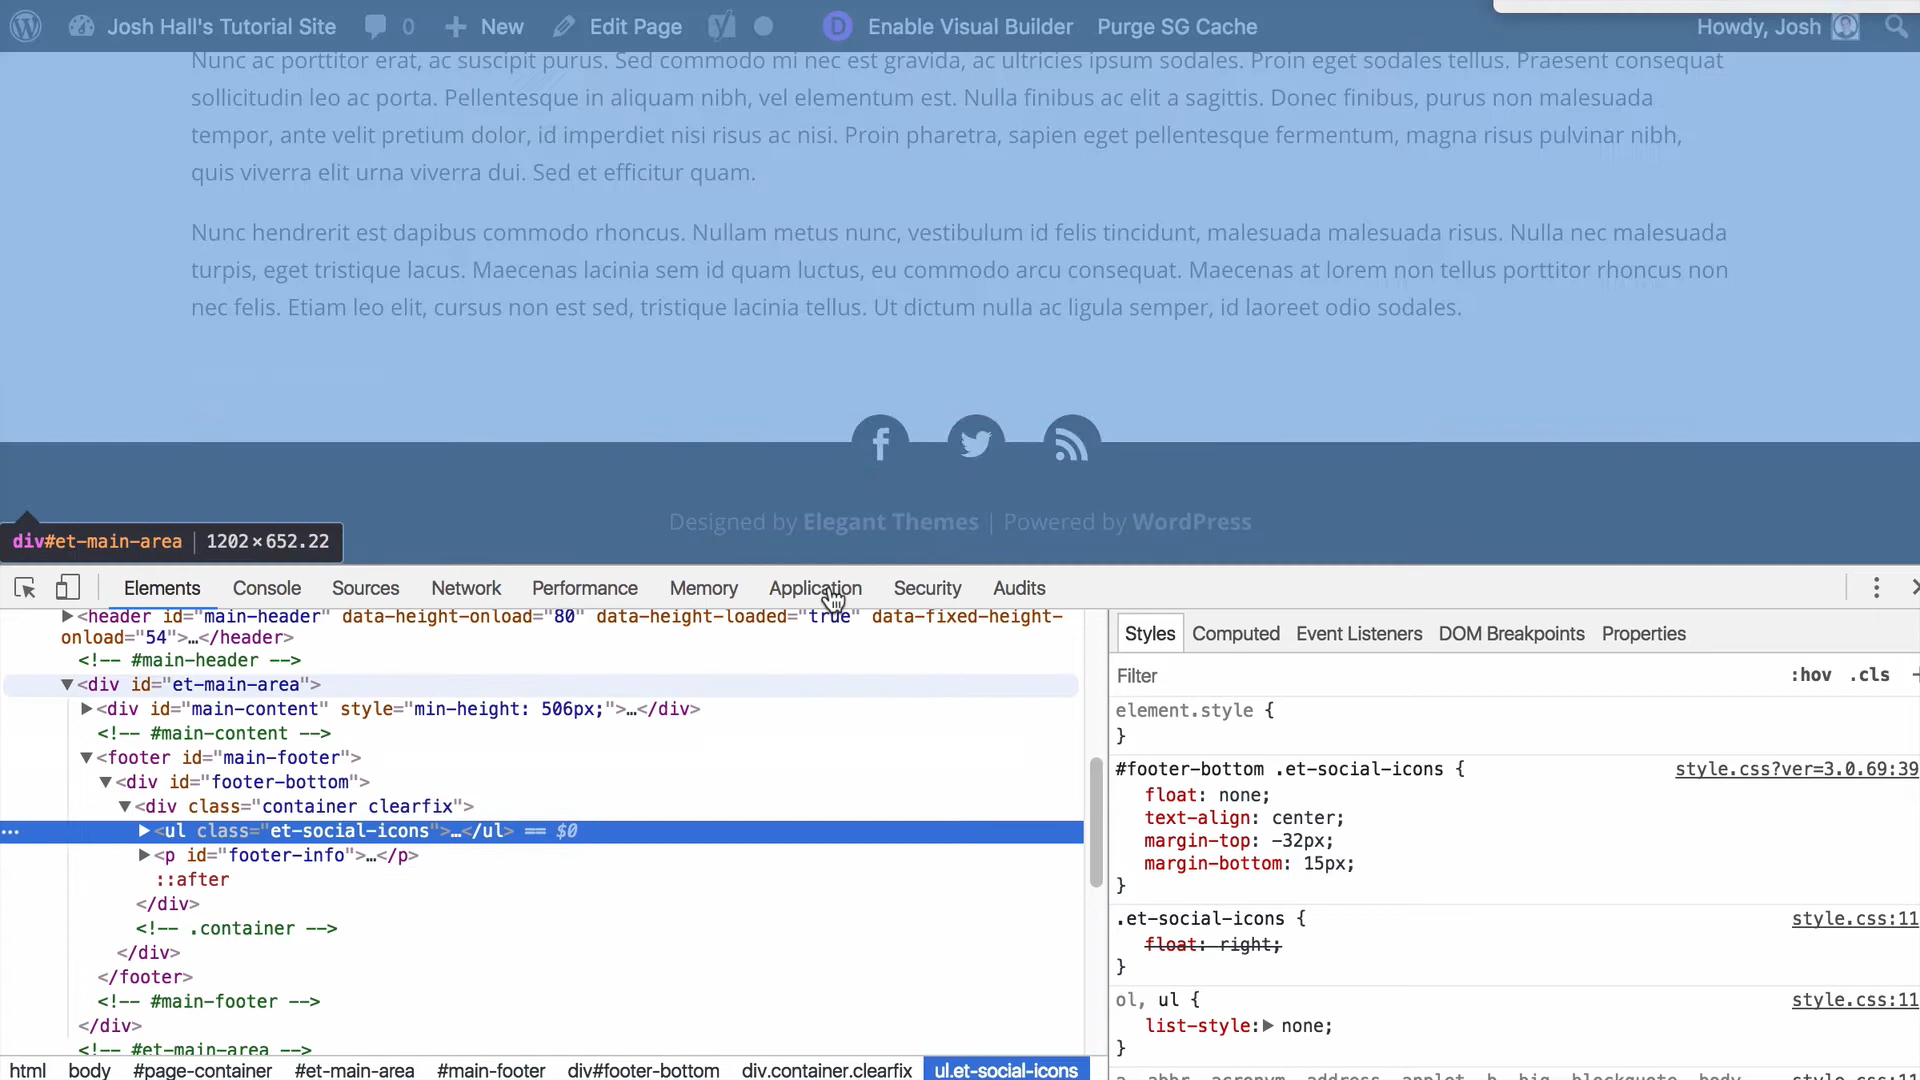 Josh Hall's Tutorial Site 0 New Edit Page Enable Visual Builder Purge SG Cache Howdy, Josh
Nunc ac porttitor erat, ac suscipit purus. Sed commodo mi nec est gravida, ac ultricies ipsum sodales. Proin eget sodales tellus. Praesent consequat
sollicitudin leo ac porta. Pellentesque in aliquam nibh, vel elementum est. Nulla finibus ac elit a sagittis. Donec finibus, purus non malesuada
tempor, ante velit pretium dolor, id imperdiet nisi risus ac nisi. Proin pharetra, sapien eget pellentesque fermentum, magna risus pulvinar nibh,
quis viverra elit urna viverra dui. Sed et efficitur quam.
Nunc hendrerit est dapibus commodo rhoncus. Nullam metus nunc, vestibulum id felis tincidunt, malesuada malesuada risus. Nulla nec malesuada
turpis, eget tristique lacus. Maecenas lacinia sem id quam luctus, eu commodo arcu consequat. Maecenas at lorem non tellus porttitor rhoncus non
nec felis. Etiam leo elit, cursus non est sed, tristique lacinia tellus. Ut dictum nulla ac ligula semper, id laoreet odio sodales.
Designed by Elegant Themes | Powered by WordPress
div#et-main-area | 1202×652.22
Elements Console Sources Network Performance Memory Application Security Audits
<header id="main-header" data-height-onload="80" data-height-loaded="true" data-fixed-height-
onload="54">…</header>
<!-- #main-header -->
<div id="et-main-area">
<div id="main-content" style="min-height: 506px;">…</div>
<!-- #main-content -->
<footer id="main-footer">
<div id="footer-bottom">
<div class="container clearfix">
<ul class="et-social-icons">…</ul> == $0
<p id="footer-info">…</p>
::after
</div>
<!-- .container -->
</div>
</footer>
<!-- #main-footer -->
</div>
<!-- #et-main-area -->
html body #page-container #et-main-area #main-footer div#footer-bottom div.container.clearfix ul.et-social-icons
Styles Computed Event Listeners DOM Breakpoints Properties
Filter :hov .cls +
element.style {
}
#footer-bottom .et-social-icons { style.css?ver=3.0.69:39
float: none;
text-align: center;
margin-top: -32px;
margin-bottom: 15px;
}
.et-social-icons { style.css:11
float: right;
}
ol, ul { style.css:11
list-style: none;
}
a, abbr, acronym, address, applet, b, big, blockquote, body, style.css:11